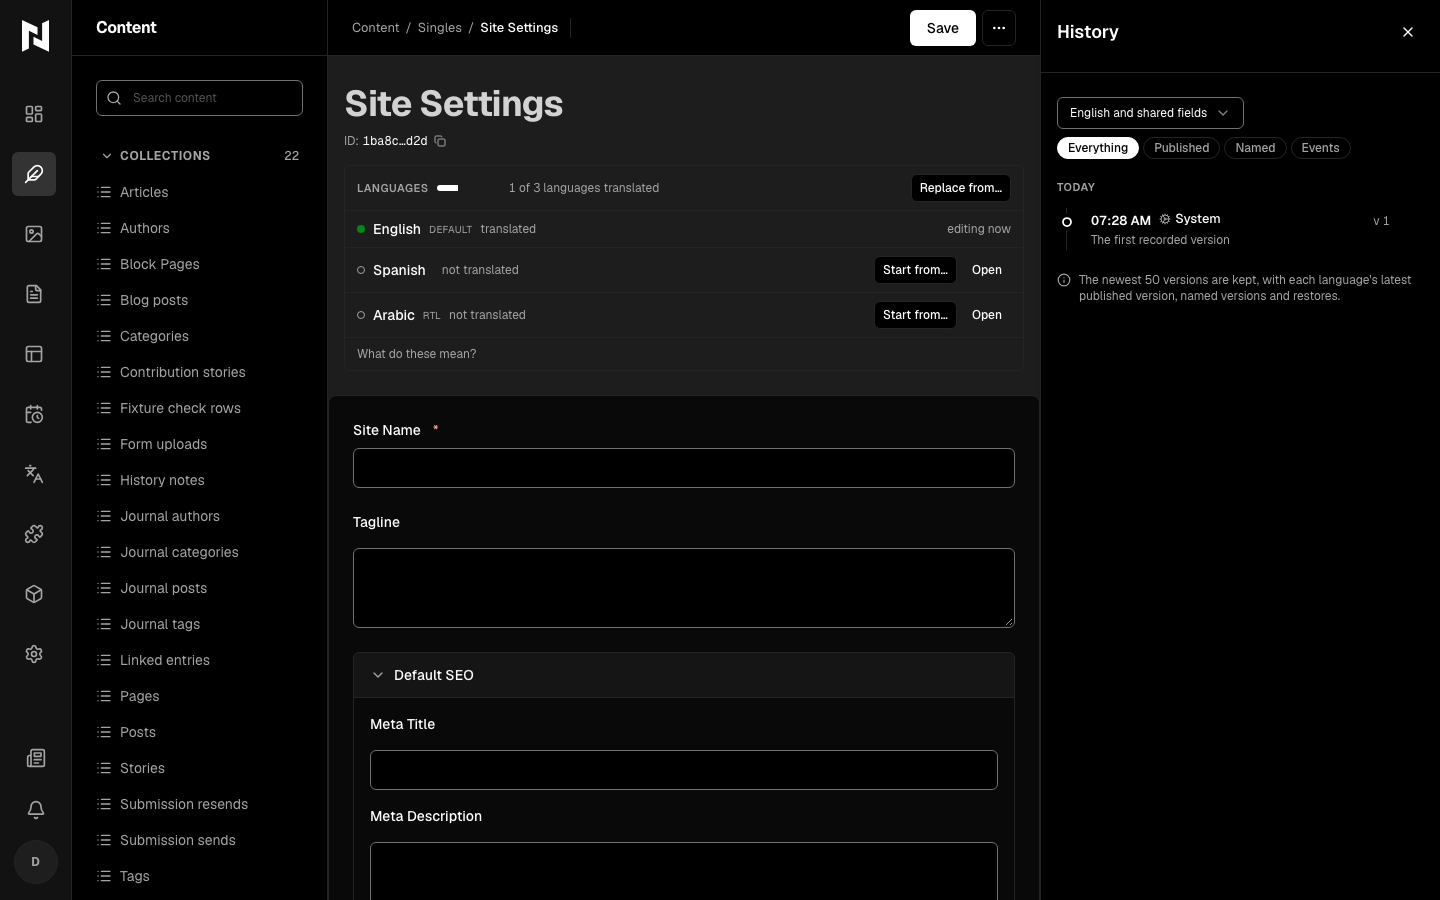 Content
Search content
COLLECTIONS 22
Articles
Authors
Block Pages
Blog posts
Categories
Contribution stories
Fixture check rows
Form uploads
History notes
Journal authors
Journal categories
Journal posts
Journal tags
Linked entries
Pages
Posts
Stories
Submission resends
Submission sends
Tags
D
Content / Singles / Site Settings
Save
Site Settings
ID: 1ba8c...d2d
LANGUAGES 1 of 3 languages translated Replace from...
English DEFAULT translated editing now
Spanish not translated Start from... Open
Arabic RTL not translated Start from... Open
What do these mean?
Site Name *
Tagline
Default SEO
Meta Title
Meta Description
History
English and shared fields
Everything Published Named Events
TODAY
07:28 AM System v 1
The first recorded version
The newest 50 versions are kept, with each language's latest
published version, named versions and restores.